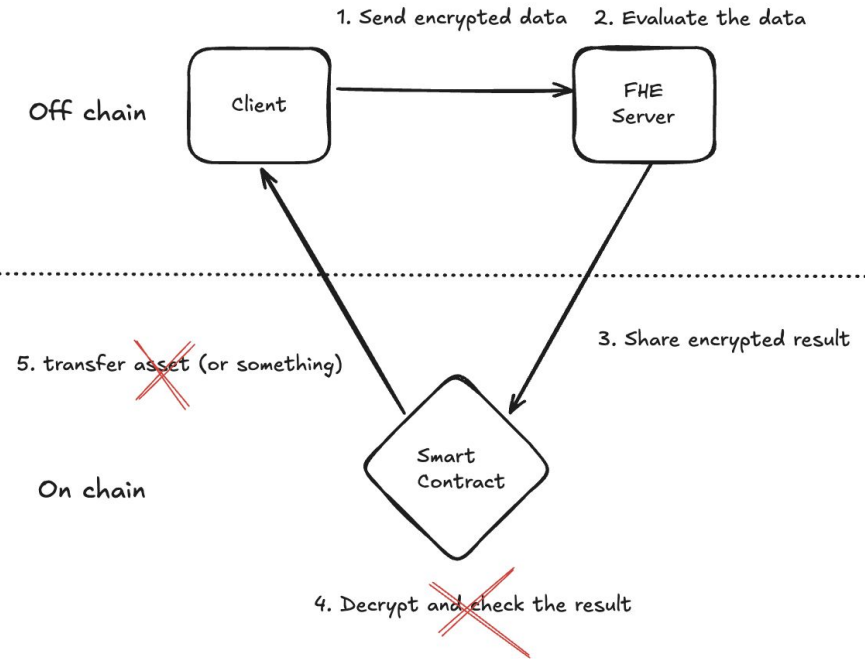 1. Send encrypted data
2. Evaluate the data
Off chain
Client
FHE
Server
3. Share encrypted result
5. transfer asset (or something)
Smart
Contract
On chain
4. Decrypt and check the result